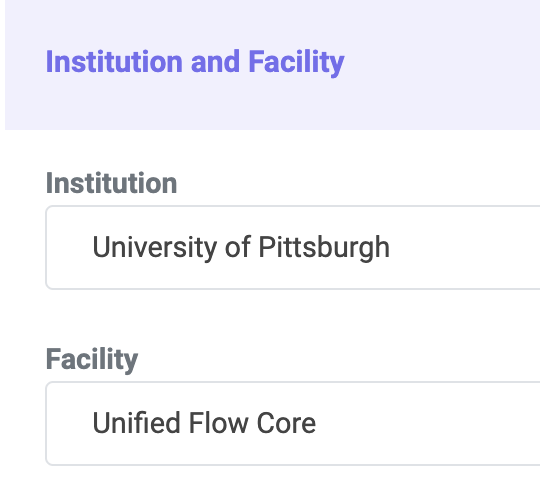 Institution and Facility
Institution
University of Pittsburgh
Facility
Unified Flow Core